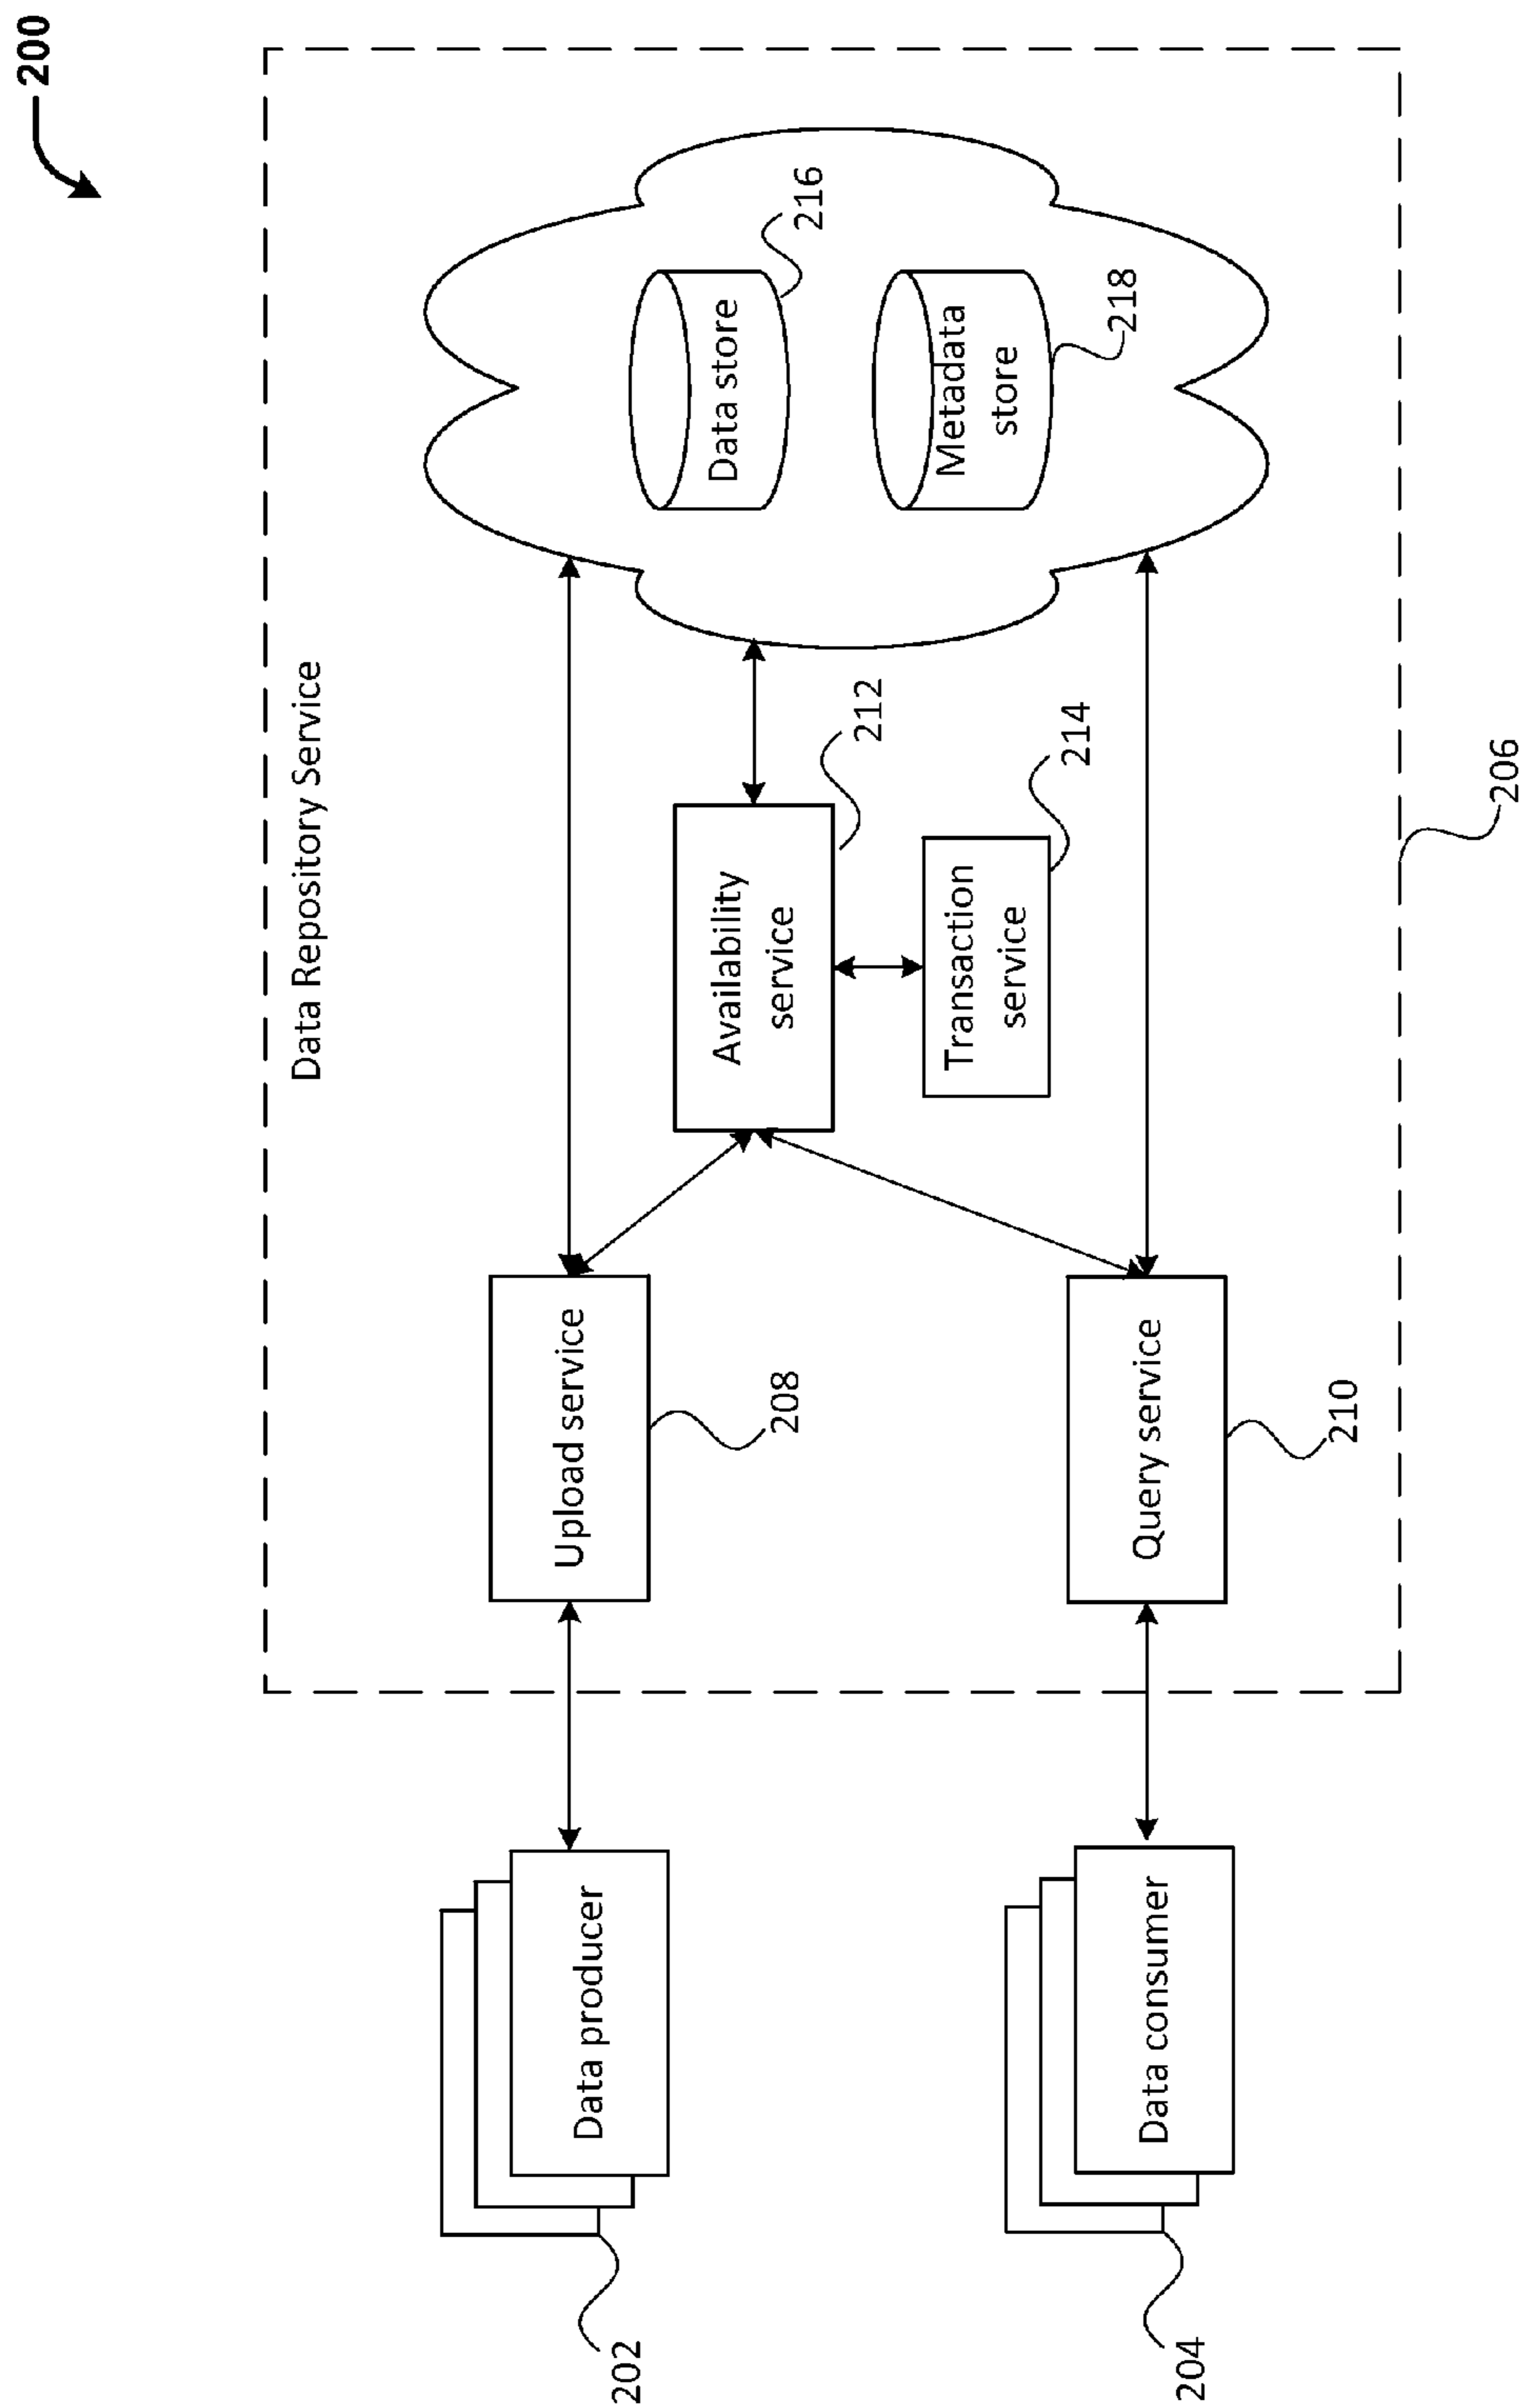 200
Data Repository Service
Data producer
202
Upload service
208
Availability
service
212
Transaction
service
214
Data store
216
Metadata
store
218
Data consumer
204
Query service
210
206